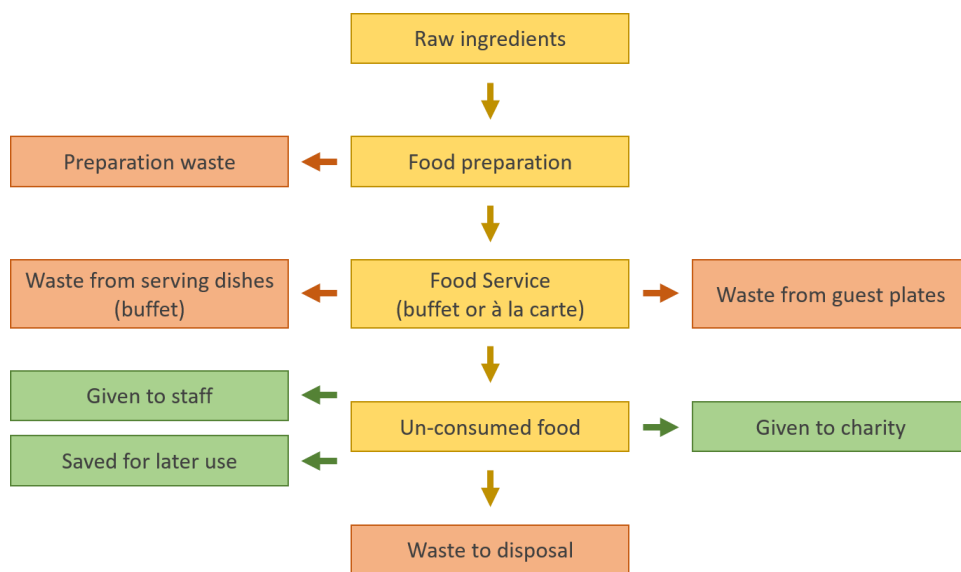 Raw ingredients
Preparation waste
Food preparation
Waste from serving dishes
(buffet)
Food Service
(buffet or à la carte)
Waste from guest plates
Given to staff
Saved for later use
Un-consumed food
Given to charity
Waste to disposal